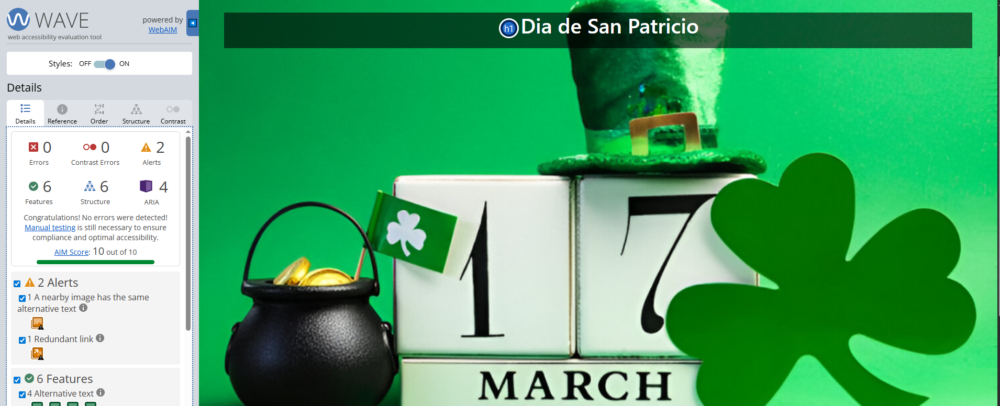 WAVE
web accessibility evaluation tool
powered by
WebAIM
Styles: OFF ON
Details
Details Reference Order Structure Contrast
0 Errors
0 Contrast Errors
2 Alerts
6 Features
6 Structure
4 ARIA
Congratulations! No errors were detected!
Manual testing is still necessary to ensure
compliance and optimal accessibility.
AIM Score: 10 out of 10
2 Alerts
1 A nearby image has the same
alternative text
1 Redundant link
6 Features
4 Alternative text
h1 Dia de San Patricio
17
MARCH